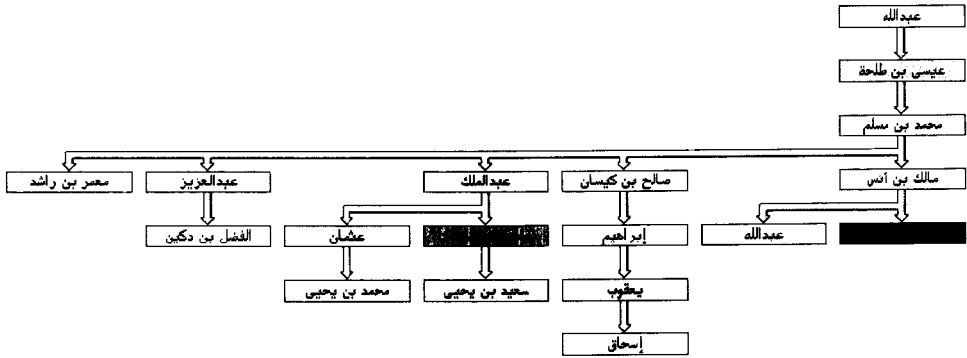 عبدالله
عيسى بن طلحة
محمد بن مسلم
مالك بن أنس
صالح بن كيسان
عبدالملك
عبدالعزيز
معمر بن راشد
عبدالله
إبراهيم
عثمان
الفضل بن دكين
يعقوب
سعيد بن يحيى
محمد بن يحيى
إسحاق